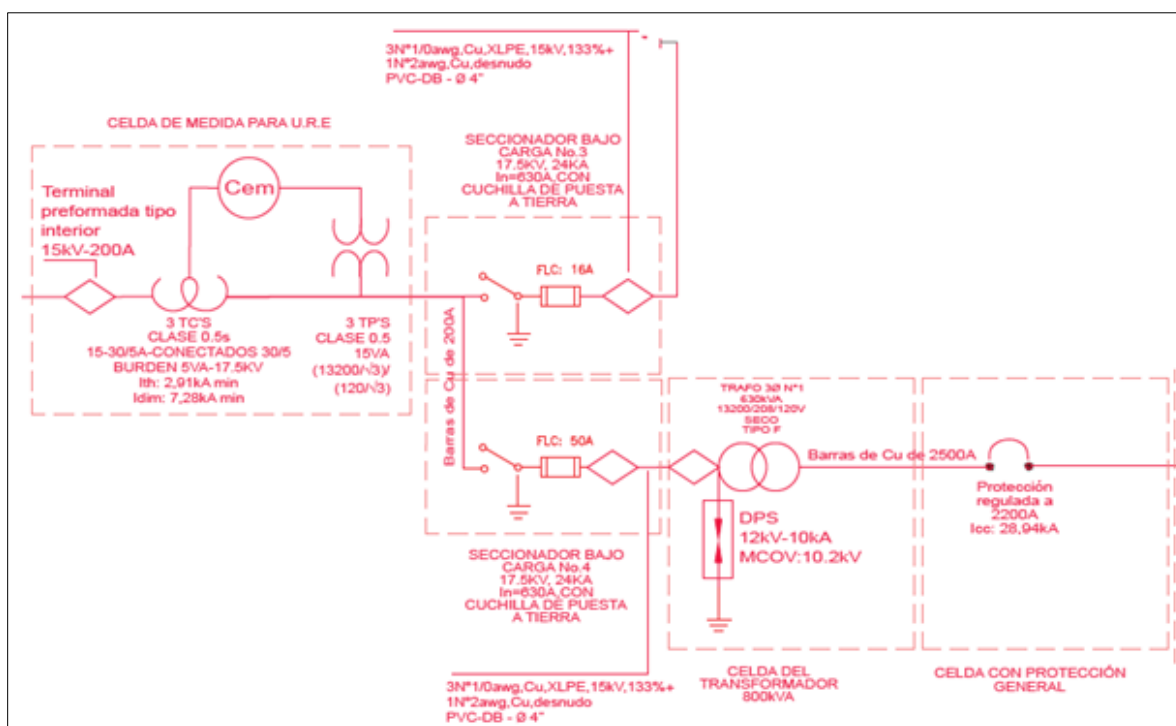 3N°1/0awg,Cu,XLPE,15kV,133%+
1N°2awg,Cu,desnudo
PVC-DB - Ø 4"
CELDA DE MEDIDA PARA U.R.E
Terminal
preformada tipo
interior
15kV-200A
Cem
3 TC'S
CLASE 0.5s
15-30/5A-CONECTADOS 30/5
BURDEN 5VA-17.5KV
Ith: 2,91kA min
Idim: 7,28kA min
3 TP'S
CLASE 0.5
15VA
(13200/√3)/
(120/√3)
SECCIONADOR BAJO
CARGA No.3
17.5KV, 24KA
In=630A,CON
CUCHILLA DE PUESTA
A TIERRA
FLC: 16A
Barras de Cu de 200A
FLC: 50A
SECCIONADOR BAJO
CARGA No.4
17.5KV, 24KA
In=630A,CON
CUCHILLA DE PUESTA
A TIERRA
3N°1/0awg,Cu,XLPE,15kV,133%+
1N°2awg,Cu,desnudo
PVC-DB - Ø 4"
TRAFO 3Ø N°1
630kVA
13200/208/120V
SECO
TIPO F
DPS
12kV-10kA
MCOV:10.2kV
CELDA DEL
TRANSFORMADOR
800kVA
Barras de Cu de 2500A
Protección
regulada a
2200A
Icc: 28,94kA
CELDA CON PROTECCIÓN
GENERAL